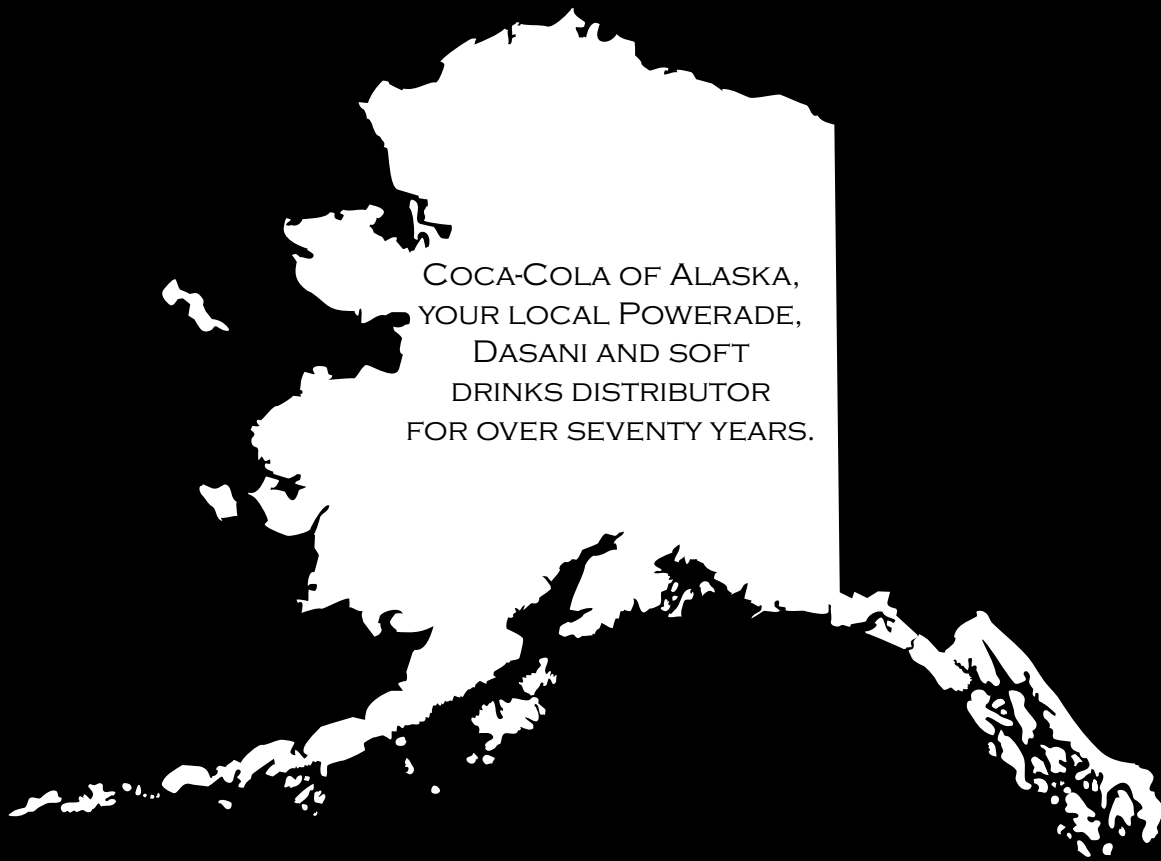 Coca-Cola of Alaska,
your local Powerade,
Dasani and soft
drinks distributor
for over seventy years.